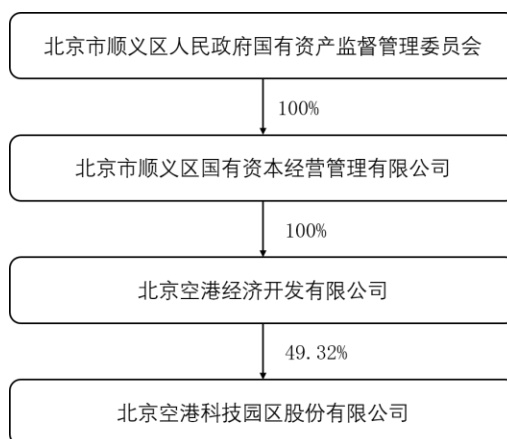 北京市顺义区人民政府国有资产监督管理委员会
100%
北京市顺义区国有资本经营管理有限公司
100%
北京空港经济开发有限公司
49.32%
北京空港科技园区股份有限公司